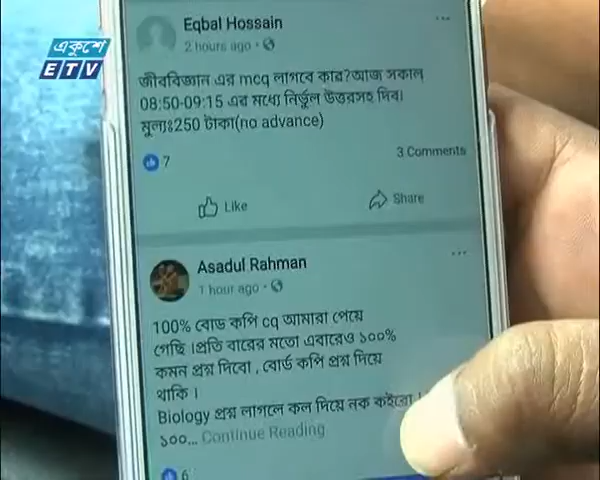 একুশে
ETV
Eqbal Hossain
2 hours ago
জীববিজ্ঞান এর mcq লাগবে কার?আজ সকাল
08:50-09:15 এর মধ্যে নির্ভুল উত্তরসহ দিব।
মুল্যঃ250 টাকা(no advance)
7
3 Comments
Like
Share
Asadul Rahman
1 hour ago
100% বোড কপি cq আমারা পেয়ে
গেছি ।প্রতি বারের মতো এবারেও ১০০%
কমন প্রশ্ন দিবো , বোর্ড কপি প্রশ্ন দিয়ে
থাকি ।
Biology প্রশ্ন লাগলে কল দিয়ে নক কইরো !
১০০... Continue Reading
6